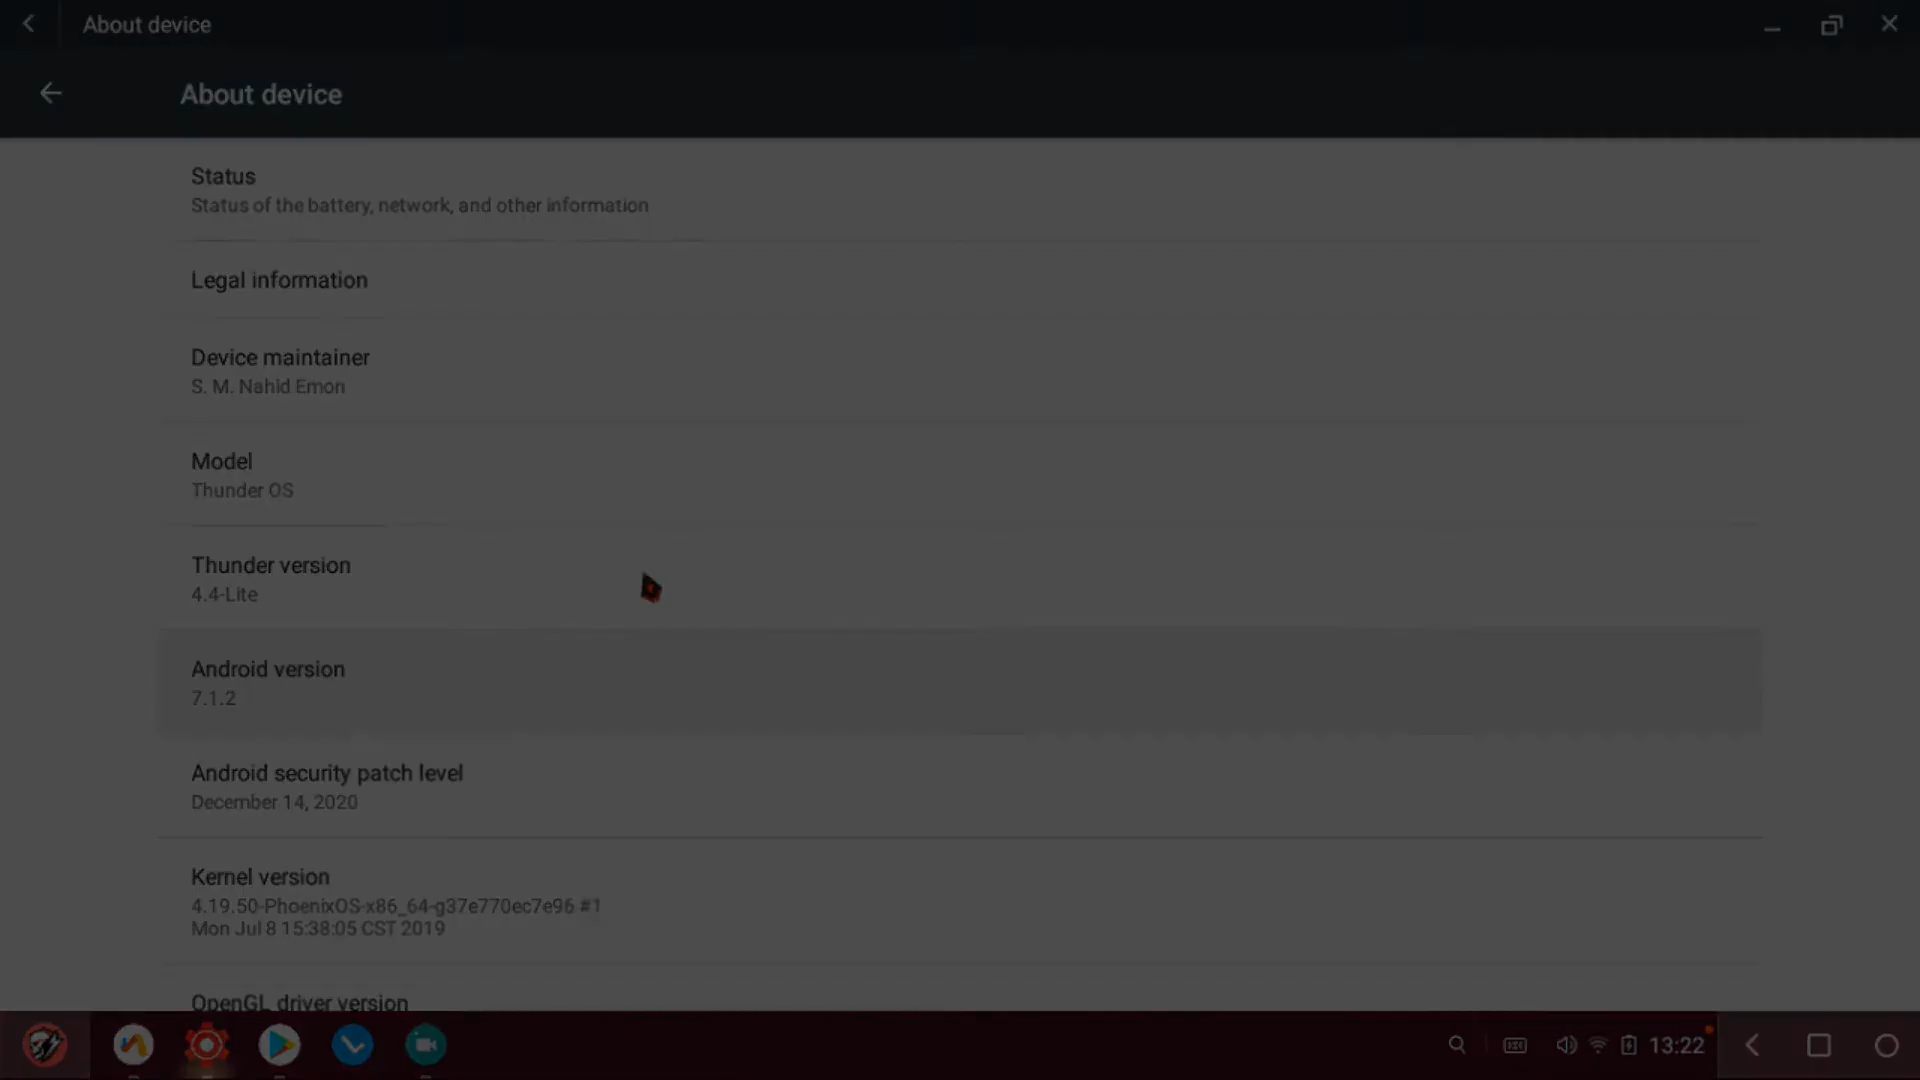 About device
About device
Status
Status of the battery, network, and other information
Legal information
Device maintainer
S. M. Nahid Emon
Model
Thunder OS
Thunder version
4.4-Lite
Android version
7.1.2
Android security patch level
December 14, 2020
Kernel version
4.19.50-PhoenixOS-x86_64-g37e770ec7e96 #1
Mon Jul 8 15:38:05 CST 2019
OpenGL driver version
13:22